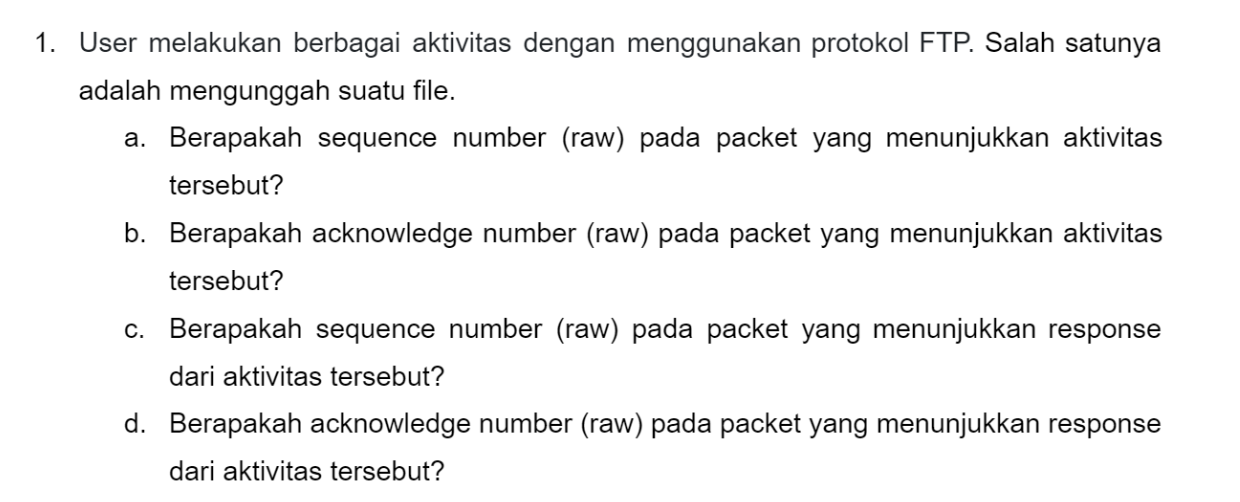 1. User melakukan berbagai aktivitas dengan menggunakan protokol FTP. Salah satunya
adalah mengunggah suatu file.
a. Berapakah sequence number (raw) pada packet yang menunjukkan aktivitas
tersebut?
b. Berapakah acknowledge number (raw) pada packet yang menunjukkan aktivitas
tersebut?
c. Berapakah sequence number (raw) pada packet yang menunjukkan response
dari aktivitas tersebut?
d. Berapakah acknowledge number (raw) pada packet yang menunjukkan response
dari aktivitas tersebut?